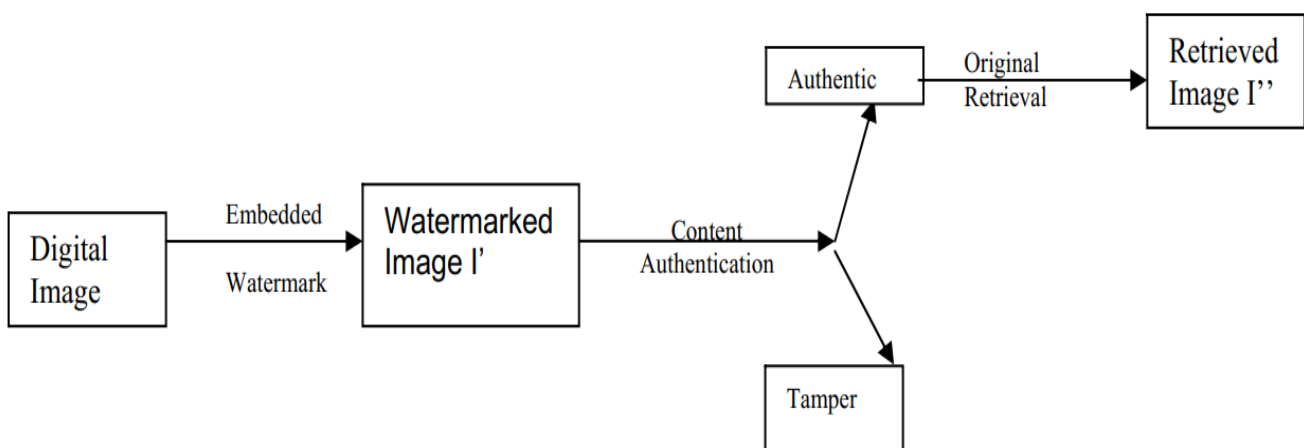 Digital
Image
Embedded
Watermark
Watermarked
Image I’
Content
Authentication
Authentic
Original
Retrieval
Retrieved
Image I’’
Tamper